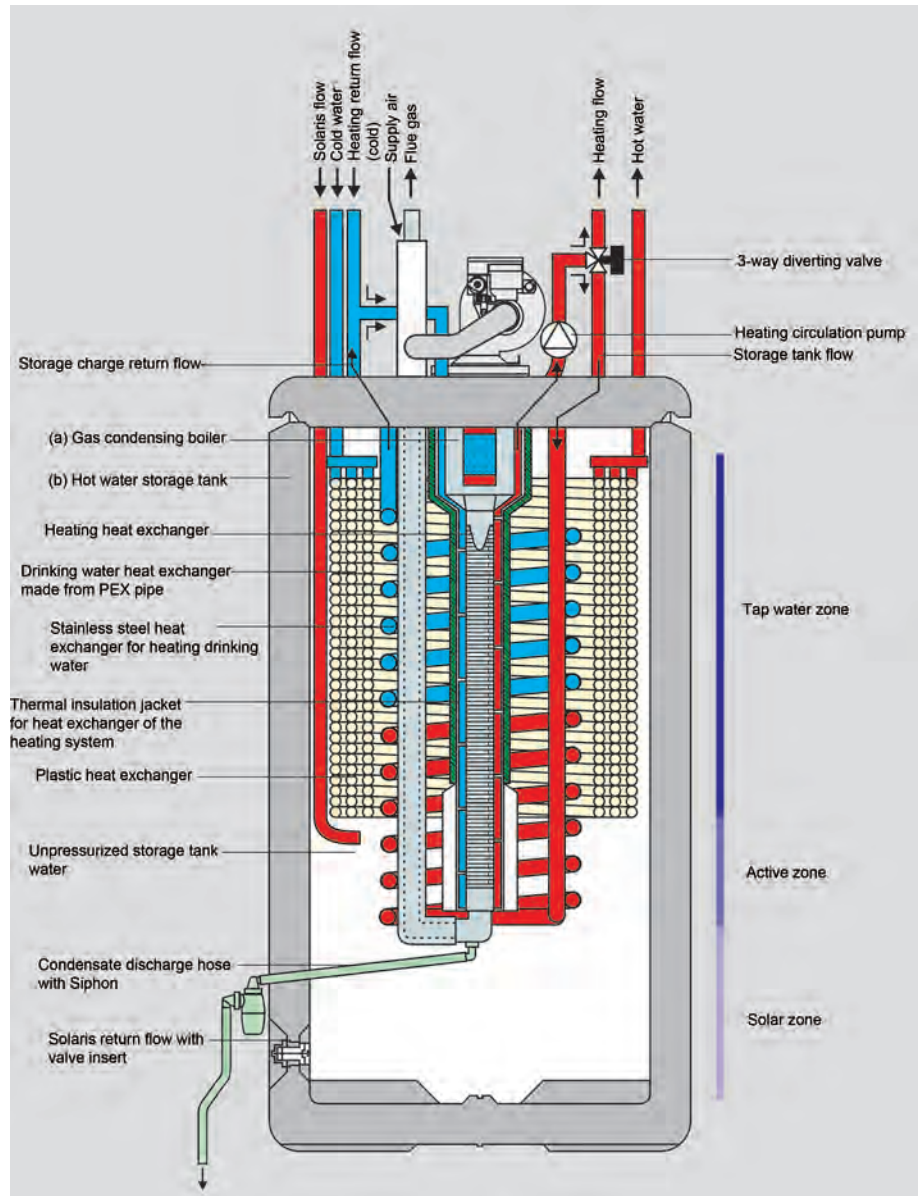 Solaris flow
Cold water
Heating return flow
(cold)
Supply air
Flue gas
Heating flow
Hot water
3-way diverting valve
Heating circulation pump
Storage tank flow
Storage charge return flow
(a) Gas condensing boiler
(b) Hot water storage tank
Heating heat exchanger
Drinking water heat exchanger
made from PEX pipe
Stainless steel heat
exchanger for heating drinking
water
Thermal insulation jacket
for heat exchanger of the
heating system
Plastic heat exchanger
Unpressurized storage tank
water
Condensate discharge hose
with Siphon
Solaris return flow with
valve insert
Tap water zone
Active zone
Solar zone